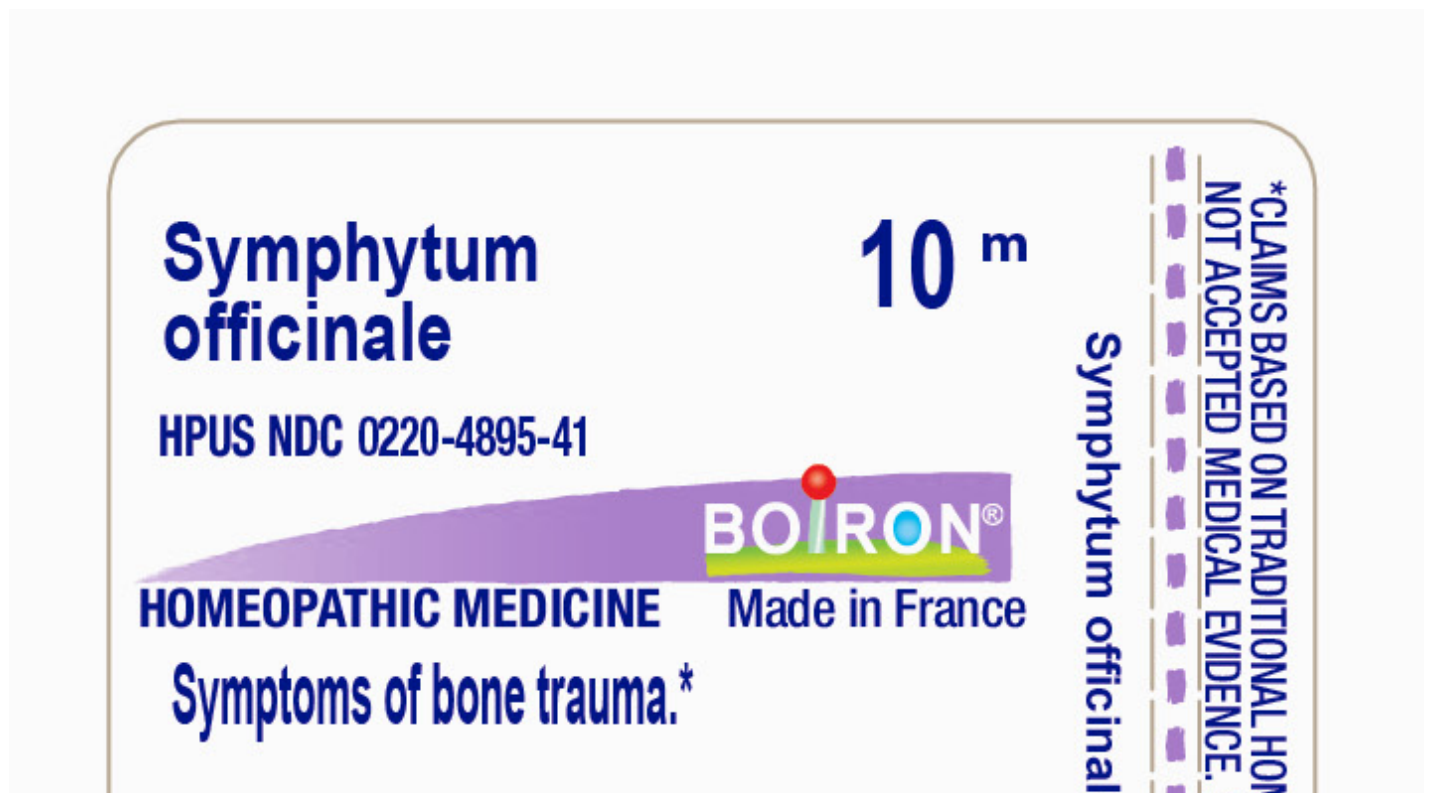 Symphytum
officinale
10 m
HPUS NDC 0220-4895-41
BOIRON®
HOMEOPATHIC MEDICINE
Made in France
Symptoms of bone trauma.*
Symphytum officinal
*CLAIMS BASED ON TRADITIONAL HOM
NOT ACCEPTED MEDICAL EVIDENCE.